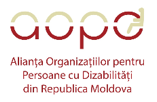 aopd
Alianța Organizațiilor pentru
Persoane cu Dizabilități
din Republica Moldova